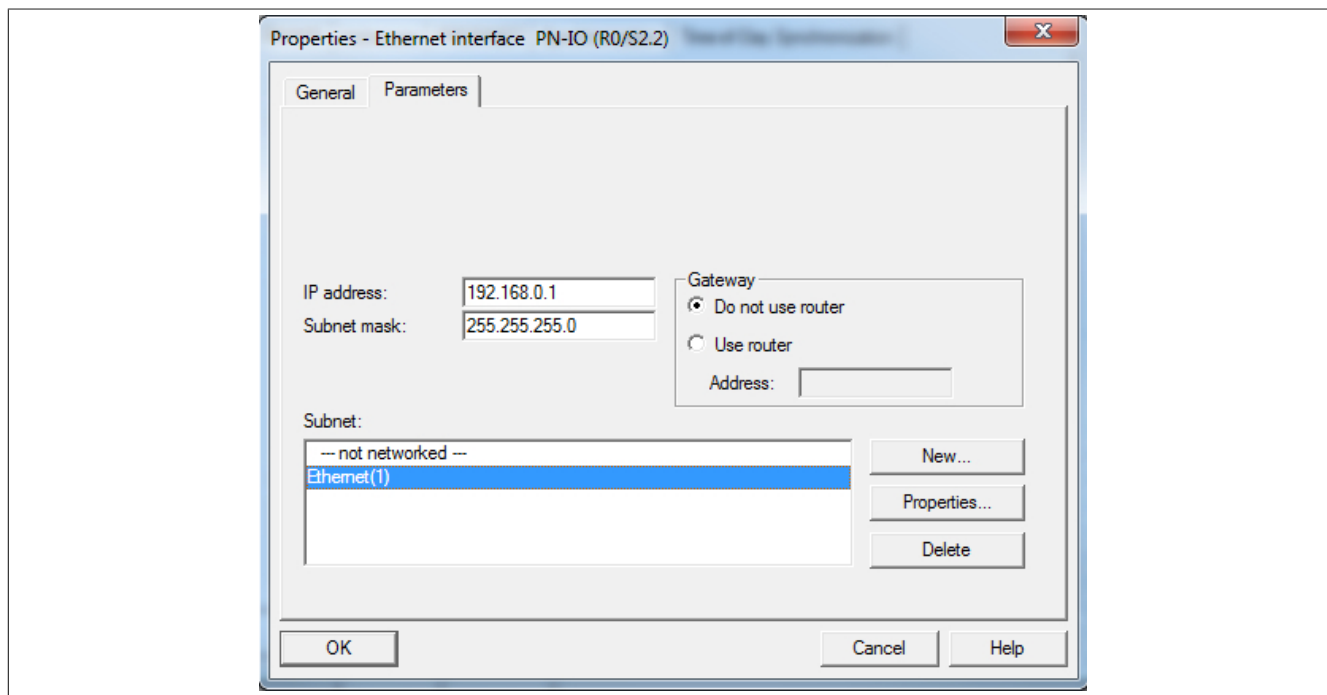 Properties - Ethernet interface PN-IO (R0/S2.2)
General
Parameters
IP address:
192.168.0.1
Subnet mask:
255.255.255.0
Gateway
Do not use router
Use router
Address:
Subnet:
--- not networked ---
Ethernet(1)
New...
Properties...
Delete
OK
Cancel
Help